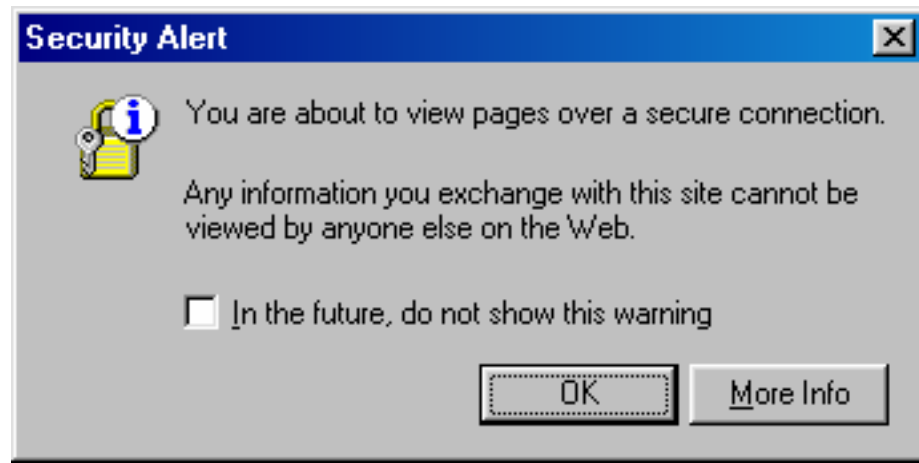 Security Alert
You are about to view pages over a secure connection.
Any information you exchange with this site cannot be
viewed by anyone else on the Web.
In the future, do not show this warning
OK
More Info